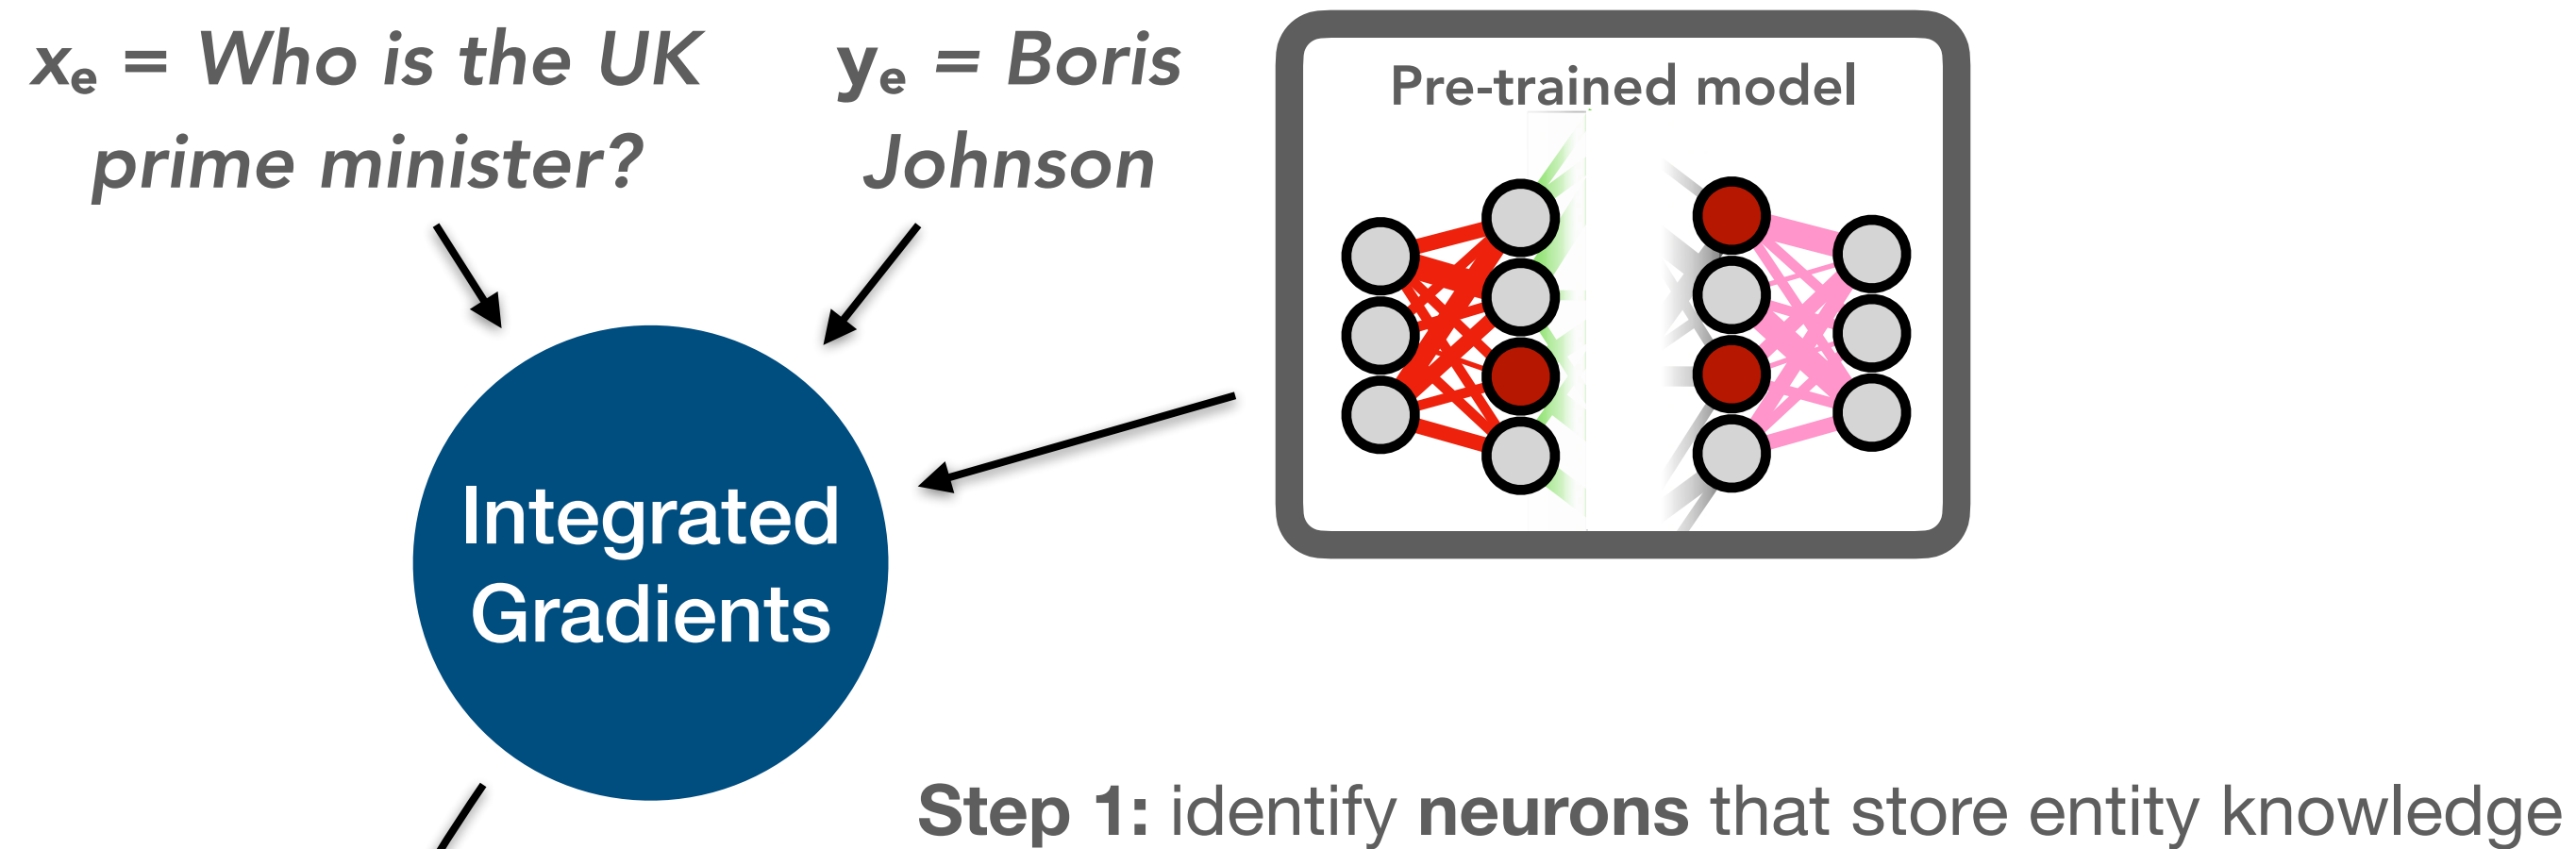 xₑ = Who is the UK
prime minister?
yₑ = Boris
Johnson
Pre-trained model
Integrated
Gradients
Step 1: identify neurons that store entity knowledge